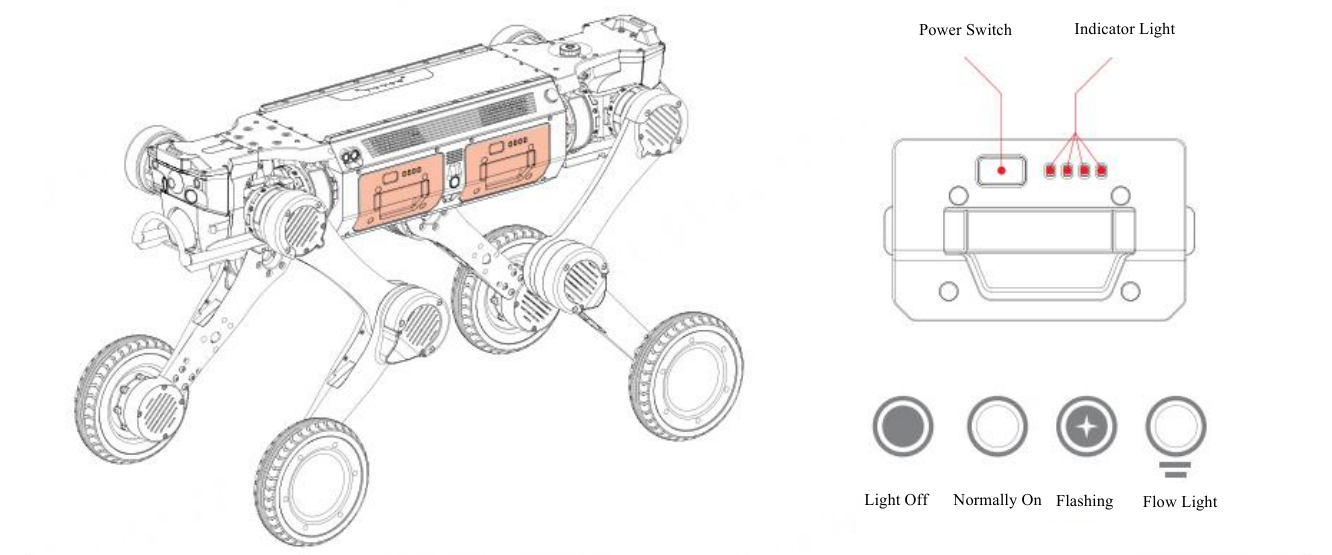 Power Switch
Indicator Light
Light Off
Normally On
Flashing
Flow Light